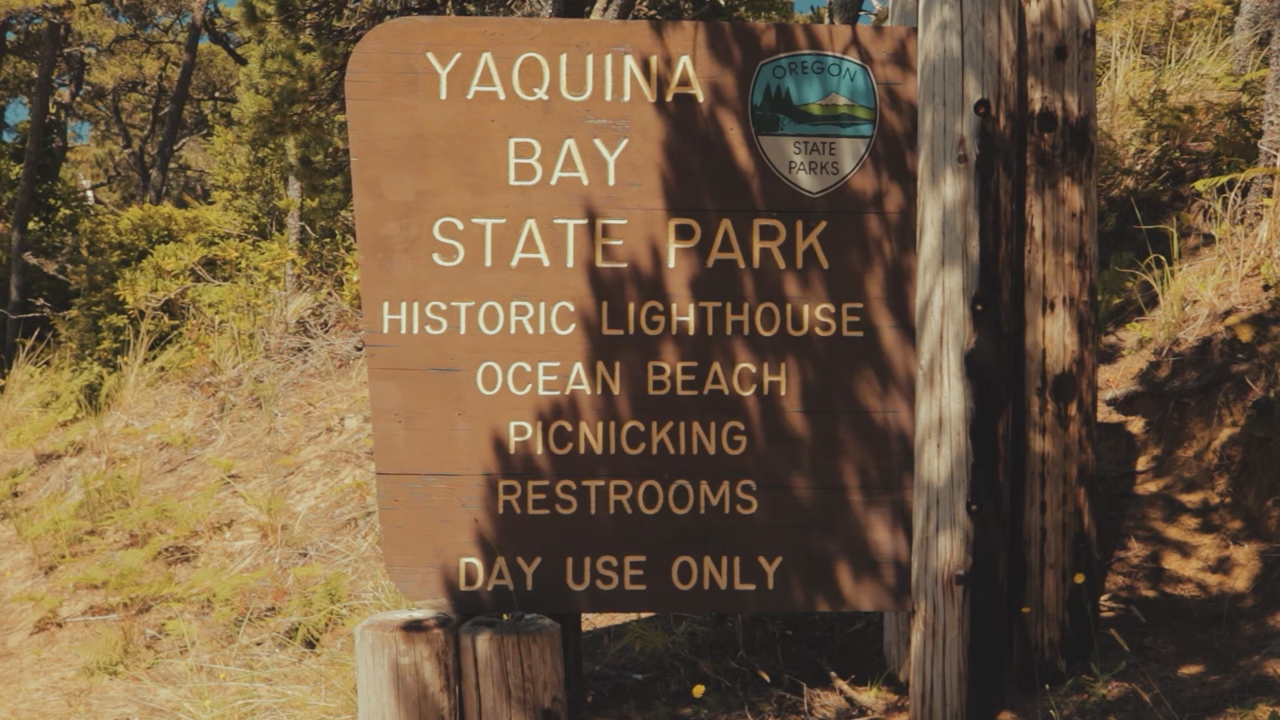 YAQUINA
BAY
STATE PARK
HISTORIC LIGHTHOUSE
OCEAN BEACH
PICNICKING
RESTROOMS
DAY USE ONLY
OREGON
STATE
PARKS